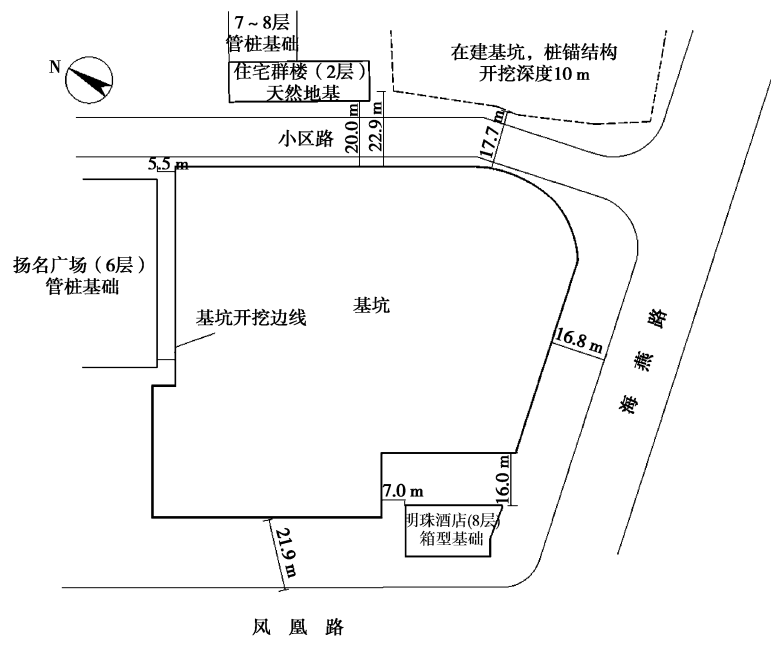 7～8层
管桩基础
住宅群楼（2层）
天然地基
在建基坑，桩锚结构
开挖深度10 m
N
小区路
20.0 m
22.9 m
17.7 m
5.5 m
扬名广场（6层）
管桩基础
基坑开挖边线
基坑
16.8 m
海燕路
7.0 m
16.0 m
明珠酒店(8层)
箱型基础
21.9 m
凤凰路